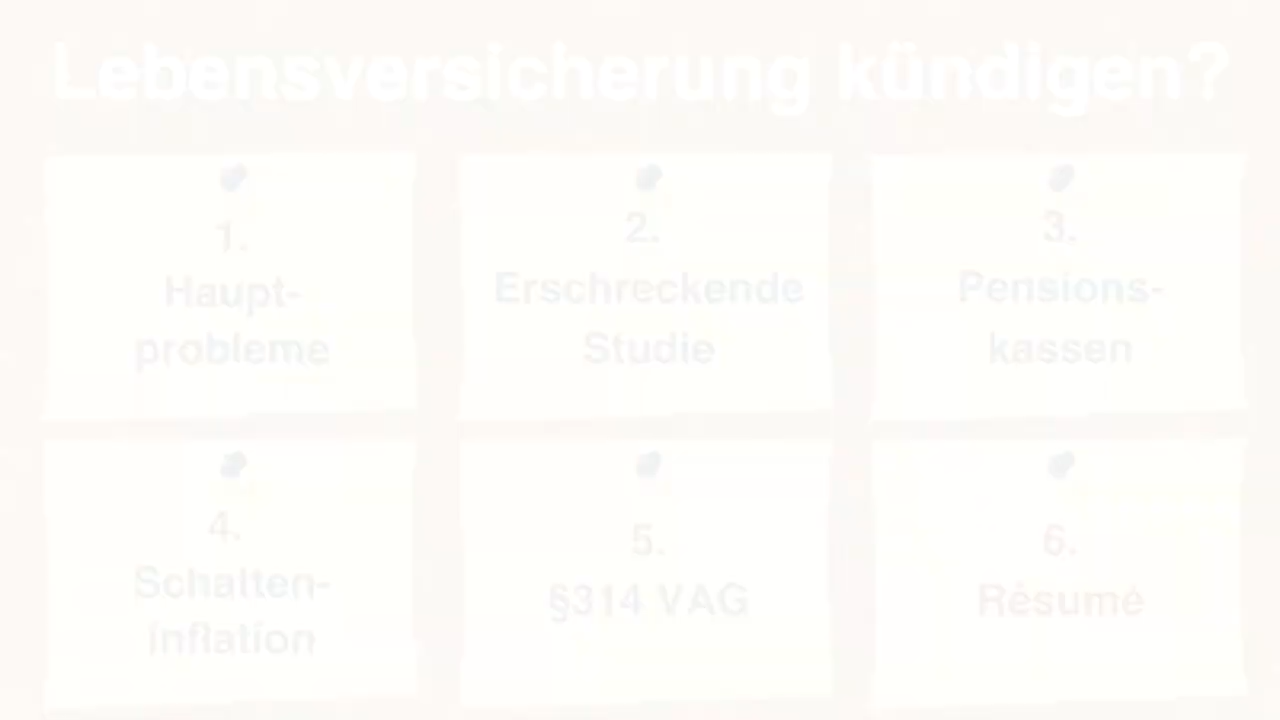 Lebensversicherung kündigen?
1.
Haupt-
probleme
2.
Erschreckende
Studie
3.
Pensions-
kassen
4.
Schatten-
inflation
5.
§314 VAG
6.
Résumé